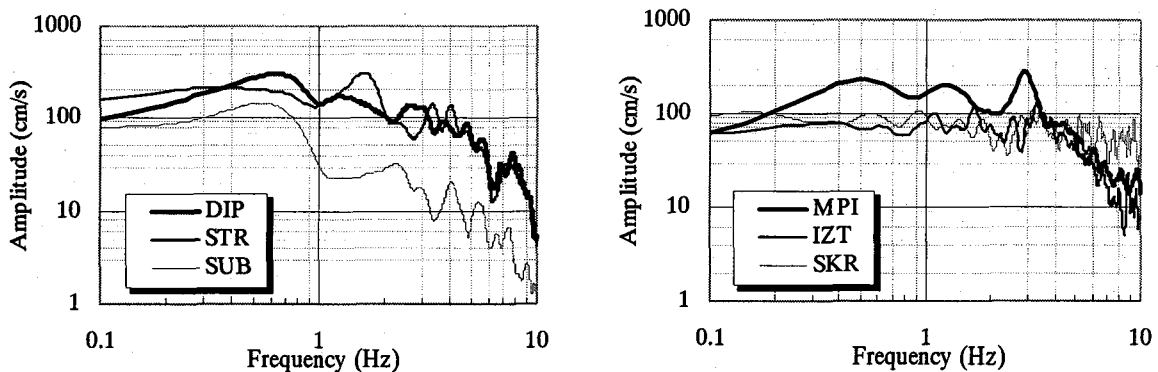 1000
100
10
1
Amplitude (cm/s)
DIP
STR
SUB
0.1 1 10
Frequency (Hz)
1000
100
10
1
Amplitude (cm/s)
MPI
IZT
SKR
0.1 1 10
Frequency (Hz)